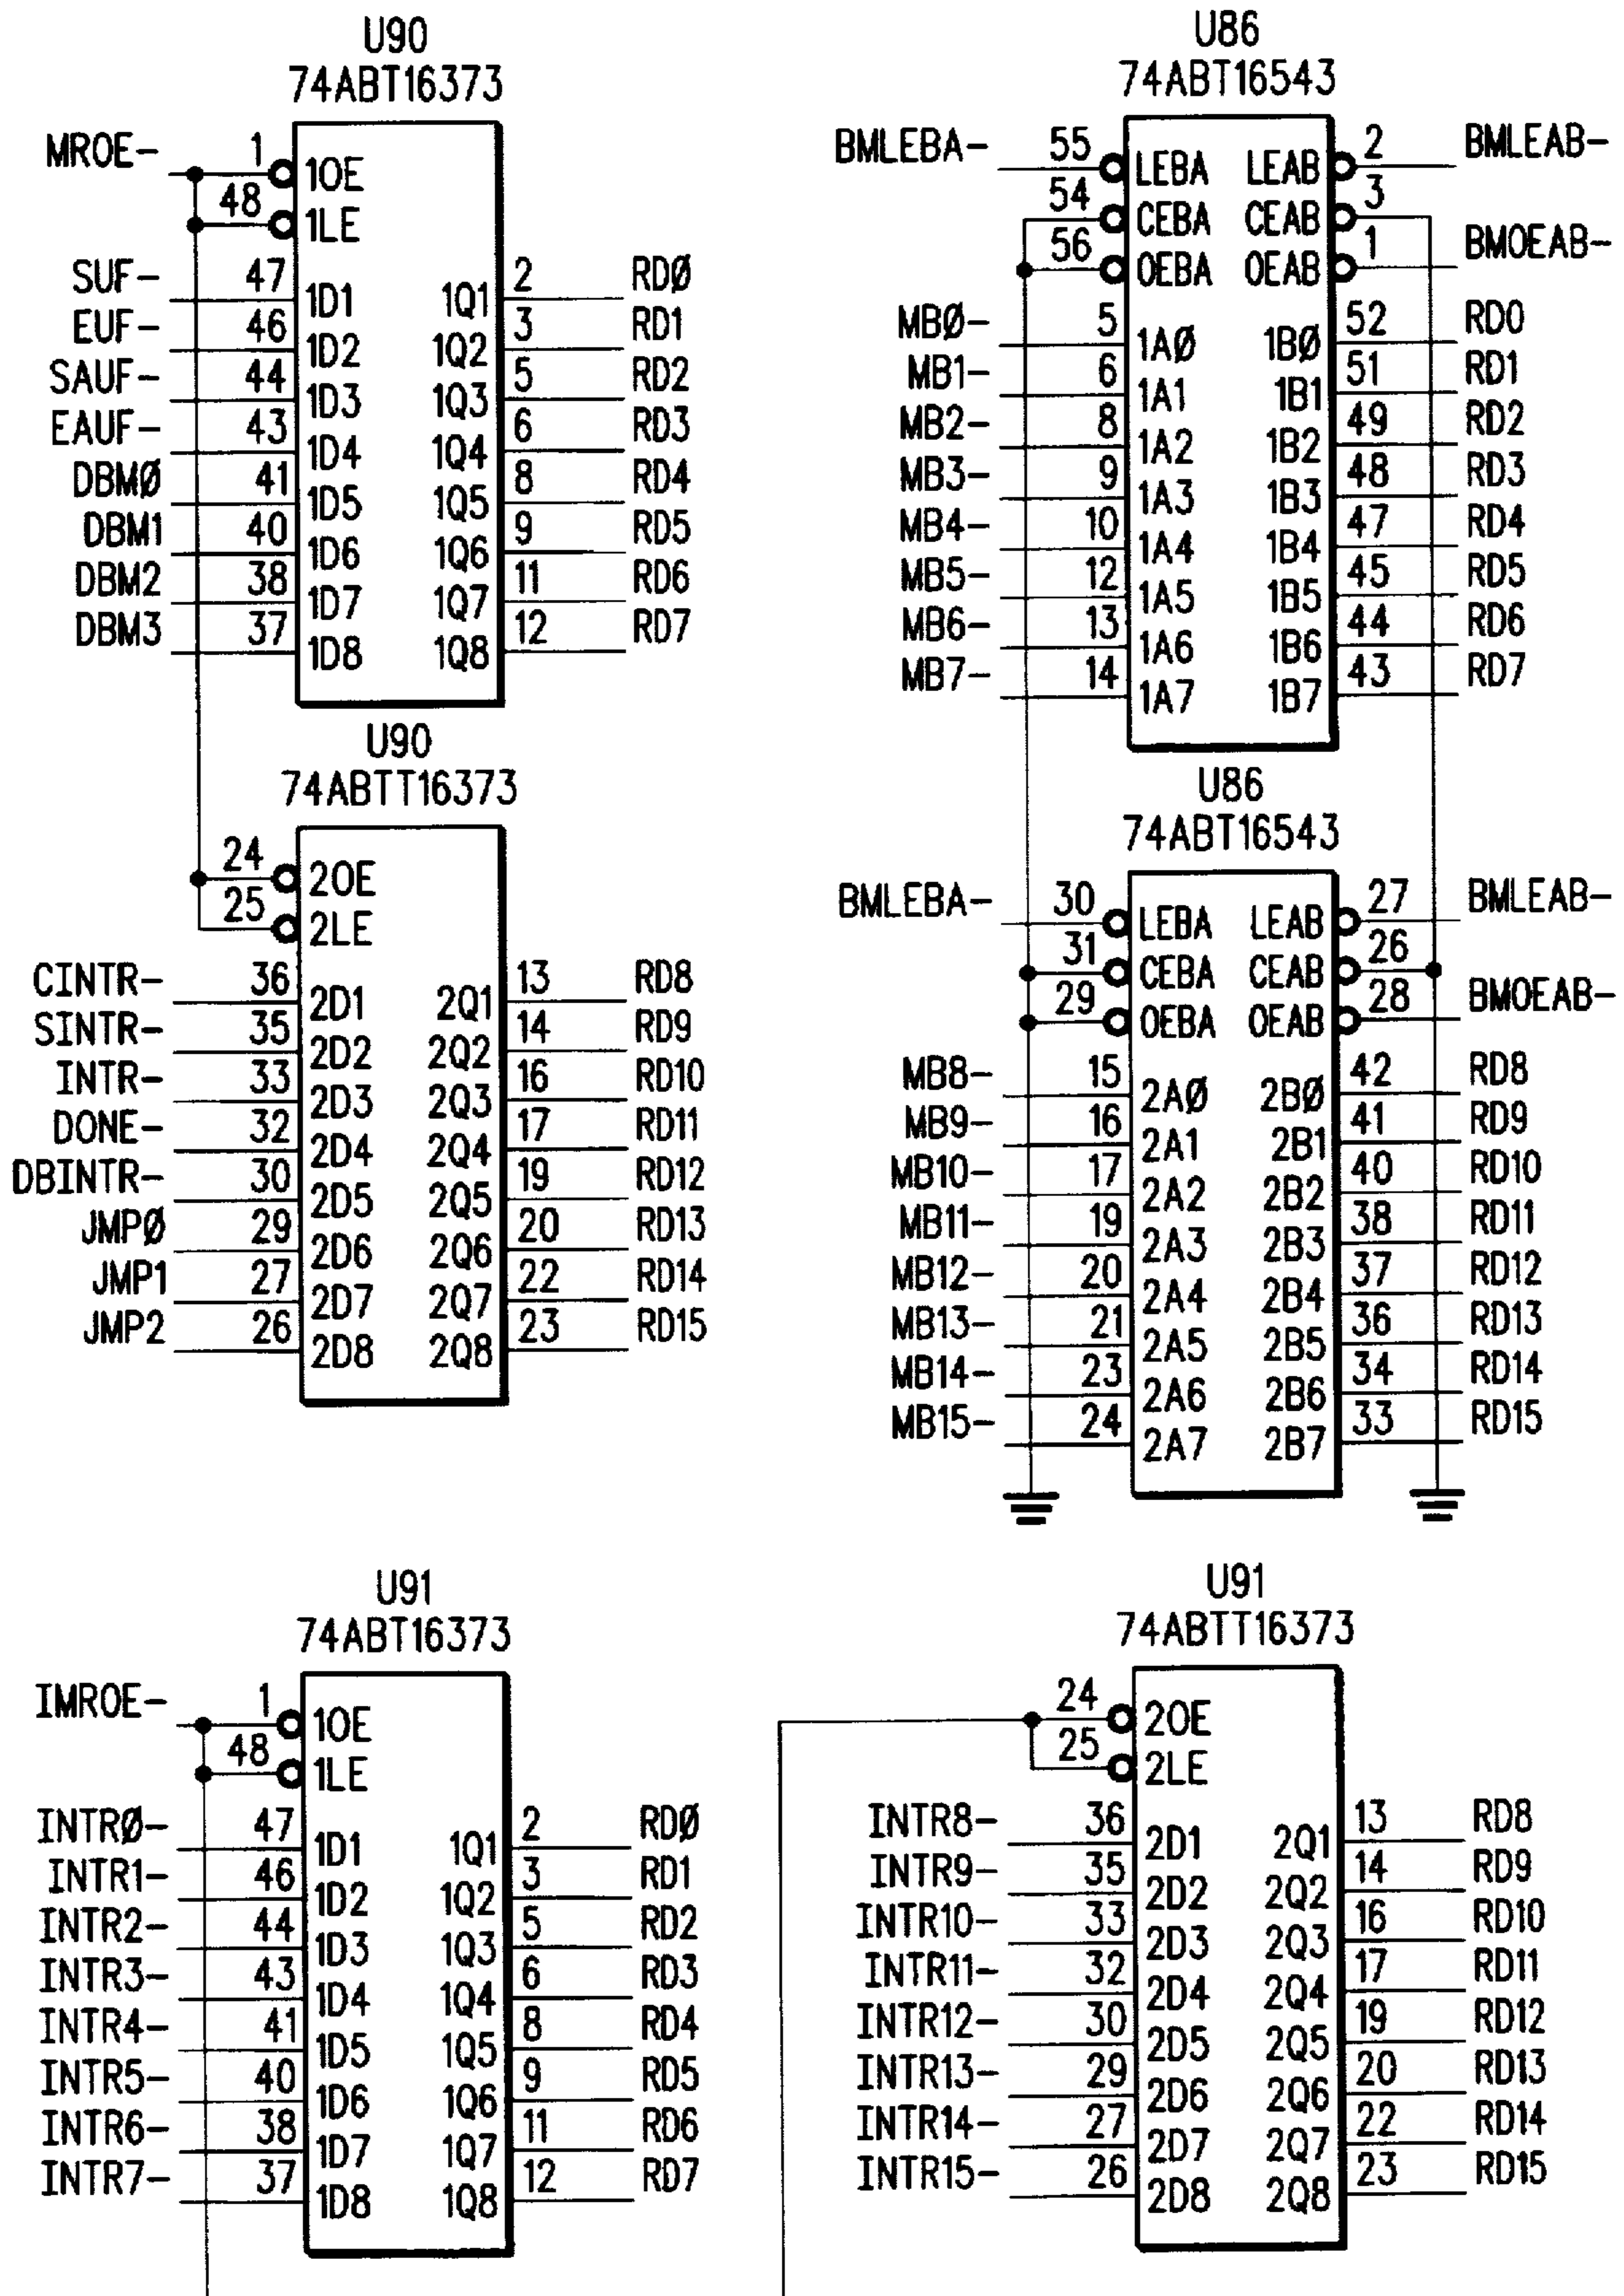 U90
74ABT16373
MROE- 1 1OE
48 1LE
SUF- 47 1D1 1Q1 2 RDØ
EUF- 46 1D2 1Q2 3 RD1
SAUF- 44 1D3 1Q3 5 RD2
EAUF- 43 1D4 1Q4 6 RD3
DBMØ 41 1D5 1Q5 8 RD4
DBM1 40 1D6 1Q6 9 RD5
DBM2 38 1D7 1Q7 11 RD6
DBM3 37 1D8 1Q8 12 RD7
U90
74ABTT16373
24 2OE
25 2LE
CINTR- 36 2D1 2Q1 13 RD8
SINTR- 35 2D2 2Q2 14 RD9
INTR- 33 2D3 2Q3 16 RD10
DONE- 32 2D4 2Q4 17 RD11
DBINTR- 30 2D5 2Q5 19 RD12
JMPØ 29 2D6 2Q6 20 RD13
JMP1 27 2D7 2Q7 22 RD14
JMP2 26 2D8 2Q8 23 RD15
U86
74ABT16543
BMLEBA- 55 LEBA LEAB 2 BMLEAB-
54 CEBA CEAB 3
56 OEBA OEAB 1 BMOEAB-
MBØ- 5 1AØ 1BØ 52 RD0
MB1- 6 1A1 1B1 51 RD1
MB2- 8 1A2 1B2 49 RD2
MB3- 9 1A3 1B3 48 RD3
MB4- 10 1A4 1B4 47 RD4
MB5- 12 1A5 1B5 45 RD5
MB6- 13 1A6 1B6 44 RD6
MB7- 14 1A7 1B7 43 RD7
U86
74ABT16543
BMLEBA- 30 LEBA LEAB 27 BMLEAB-
31 CEBA CEAB 26
29 OEBA OEAB 28 BMOEAB-
MB8- 15 2AØ 2BØ 42 RD8
MB9- 16 2A1 2B1 41 RD9
MB10- 17 2A2 2B2 40 RD10
MB11- 19 2A3 2B3 38 RD11
MB12- 20 2A4 2B4 37 RD12
MB13- 21 2A5 2B5 36 RD13
MB14- 23 2A6 2B6 34 RD14
MB15- 24 2A7 2B7 33 RD15
U91
74ABT16373
IMROE- 1 1OE
48 1LE
INTRØ- 47 1D1 1Q1 2 RDØ
INTR1- 46 1D2 1Q2 3 RD1
INTR2- 44 1D3 1Q3 5 RD2
INTR3- 43 1D4 1Q4 6 RD3
INTR4- 41 1D5 1Q5 8 RD4
INTR5- 40 1D6 1Q6 9 RD5
INTR6- 38 1D7 1Q7 11 RD6
INTR7- 37 1D8 1Q8 12 RD7
U91
74ABTT16373
24 2OE
25 2LE
INTR8- 36 2D1 2Q1 13 RD8
INTR9- 35 2D2 2Q2 14 RD9
INTR10- 33 2D3 2Q3 16 RD10
INTR11- 32 2D4 2Q4 17 RD11
INTR12- 30 2D5 2Q5 19 RD12
INTR13- 29 2D6 2Q6 20 RD13
INTR14- 27 2D7 2Q7 22 RD14
INTR15- 26 2D8 2Q8 23 RD15